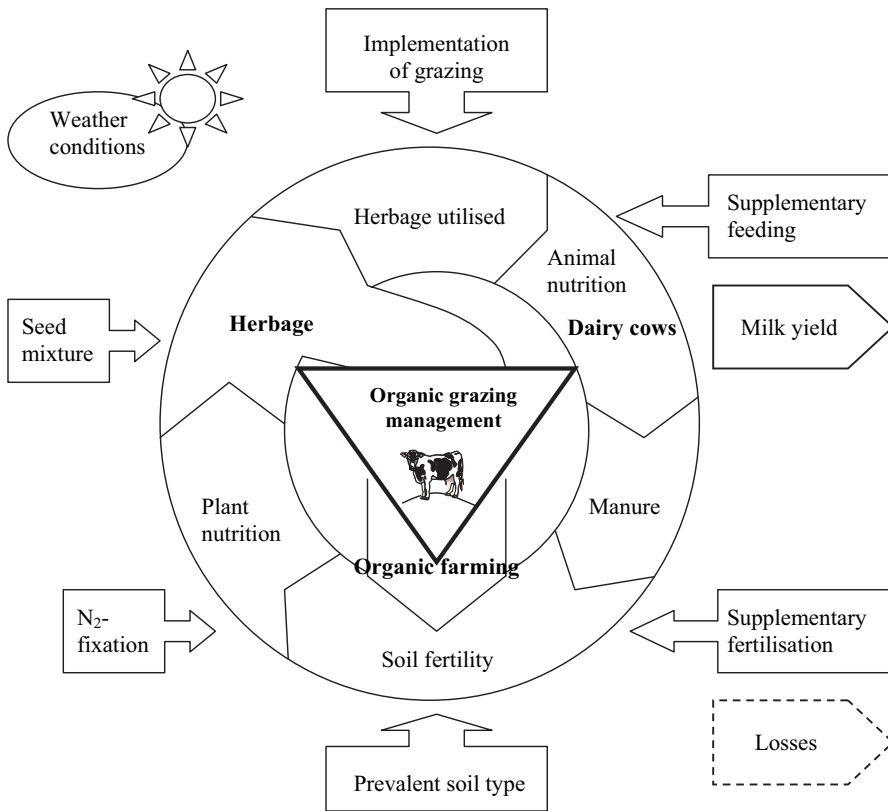 Implementation
of grazing
Weather
conditions
Herbage utilised
Supplementary
feeding
Animal
nutrition
Seed
mixture
Herbage
Dairy cows
Milk yield
Organic grazing
management
Plant
nutrition
Manure
Organic farming
N₂-
fixation
Supplementary
fertilisation
Soil fertility
Losses
Prevalent soil type